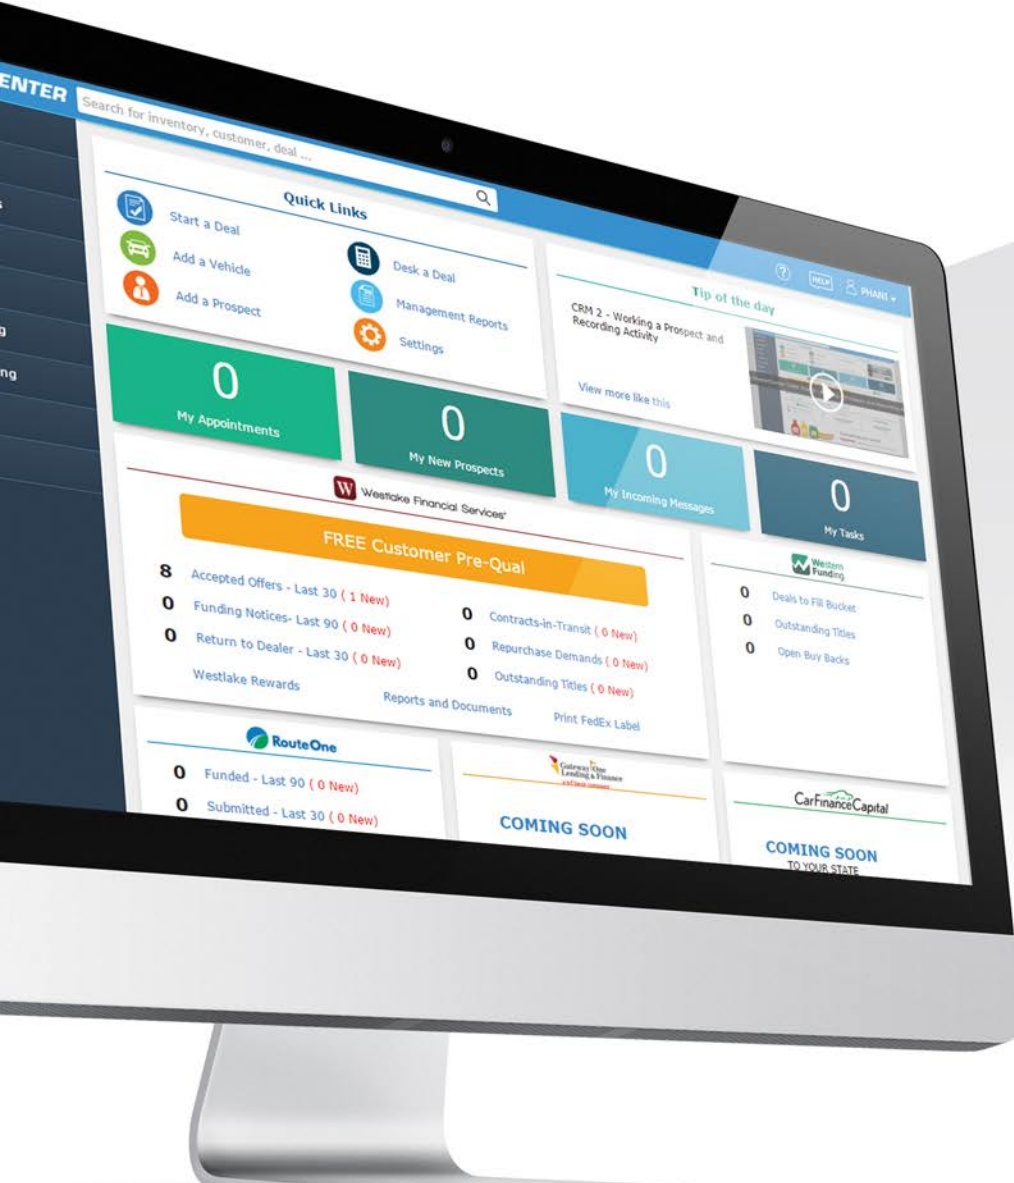 ENTER
Search for inventory, customer, deal ...
HELP
PHANI
Quick Links
Start a Deal
Add a Vehicle
Add a Prospect
Desk a Deal
Management Reports
Settings
Tip of the day
CRM 2 - Working a Prospect and
Recording Activity
View more like this
0
My Appointments
0
My New Prospects
0
My Incoming Messages
0
My Tasks
W Westlake Financial Services
FREE Customer Pre-Qual
8 Accepted Offers - Last 30 ( 1 New)
0 Funding Notices- Last 90 ( 0 New)
0 Return to Dealer - Last 30 ( 0 New)
0 Contracts-in-Transit ( 0 New)
0 Repurchase Demands ( 0 New)
0 Outstanding Titles ( 0 New)
Westlake Rewards
Reports and Documents
Print FedEx Label
Western
Funding
0 Deals to Fill Bucket
0 Outstanding Titles
0 Open Buy Backs
RouteOne
0 Funded - Last 90 ( 0 New)
0 Submitted - Last 30 ( 0 New)
Gateway One
Lending & Finance
COMING SOON
CarFinanceCapital
COMING SOON
TO YOUR STATE